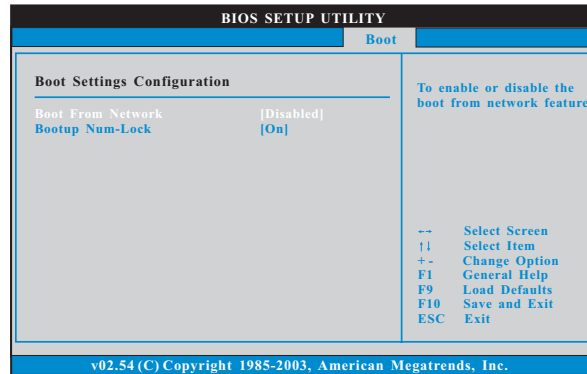 BIOS SETUP UTILITY
Boot
Boot Settings Configuration
Boot From Network [Disabled]
Bootup Num-Lock [On]
To enable or disable the
boot from network feature
←→ Select Screen
↑↓ Select Item
+ - Change Option
F1 General Help
F9 Load Defaults
F10 Save and Exit
ESC Exit
v02.54 (C) Copyright 1985-2003, American Megatrends, Inc.